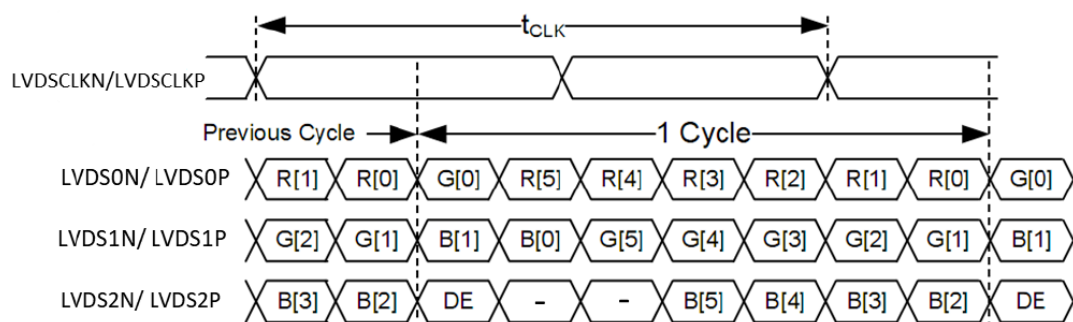 tCLK
LVDSCLKN/LVDSCLKP
Previous Cycle 1 Cycle
LVDS0N/ LVDS0P R[1] R[0] G[0] R[5] R[4] R[3] R[2] R[1] R[0] G[0]
LVDS1N/ LVDS1P G[2] G[1] B[1] B[0] G[5] G[4] G[3] G[2] G[1] B[1]
LVDS2N/ LVDS2P B[3] B[2] DE - - B[5] B[4] B[3] B[2] DE